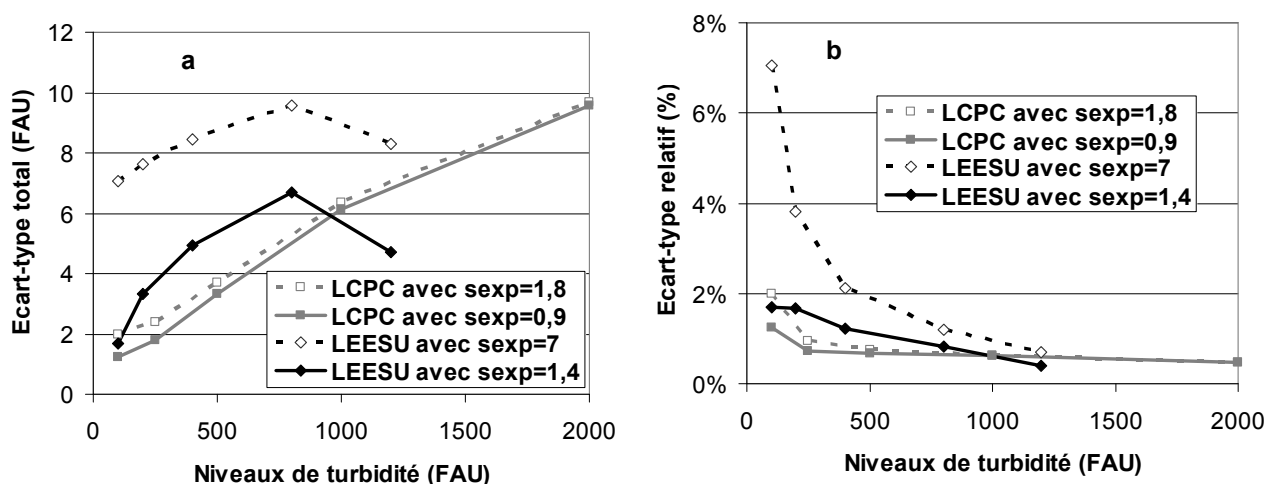 a
Ecart-type total (FAU)
12
10
8
6
4
2
0
LCPC avec sexp=1,8
LCPC avec sexp=0,9
LEESU avec sexp=7
LEESU avec sexp=1,4
0 500 1000 1500 2000
Niveaux de turbidité (FAU)
b
Ecart-type relatif (%)
8%
6%
4%
2%
0%
LCPC avec sexp=1,8
LCPC avec sexp=0,9
LEESU avec sexp=7
LEESU avec sexp=1,4
0 500 1000 1500 2000
Niveaux de turbidité (FAU)